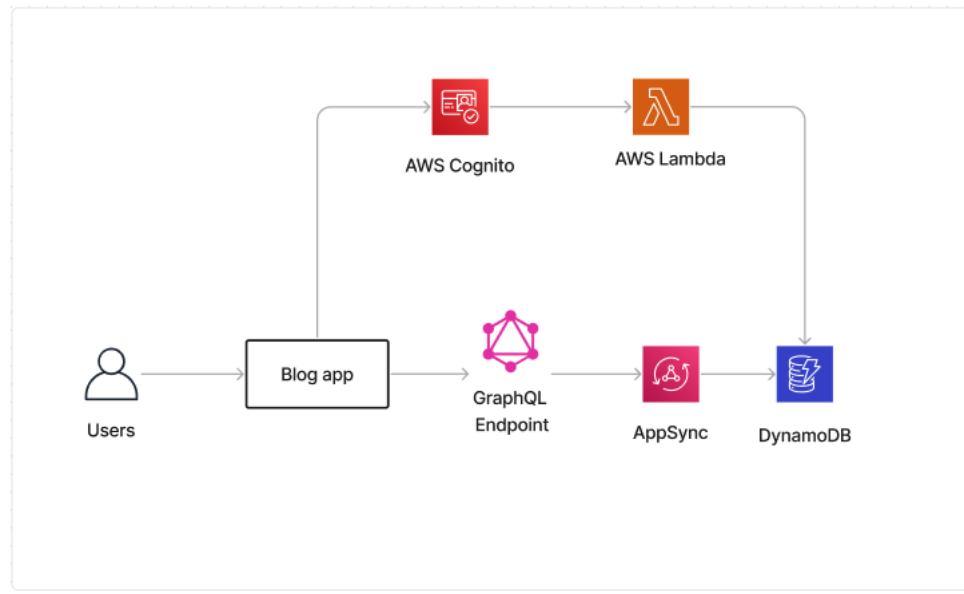 AWS Cognito
AWS Lambda
Users
Blog app
GraphQL
Endpoint
AppSync
DynamoDB